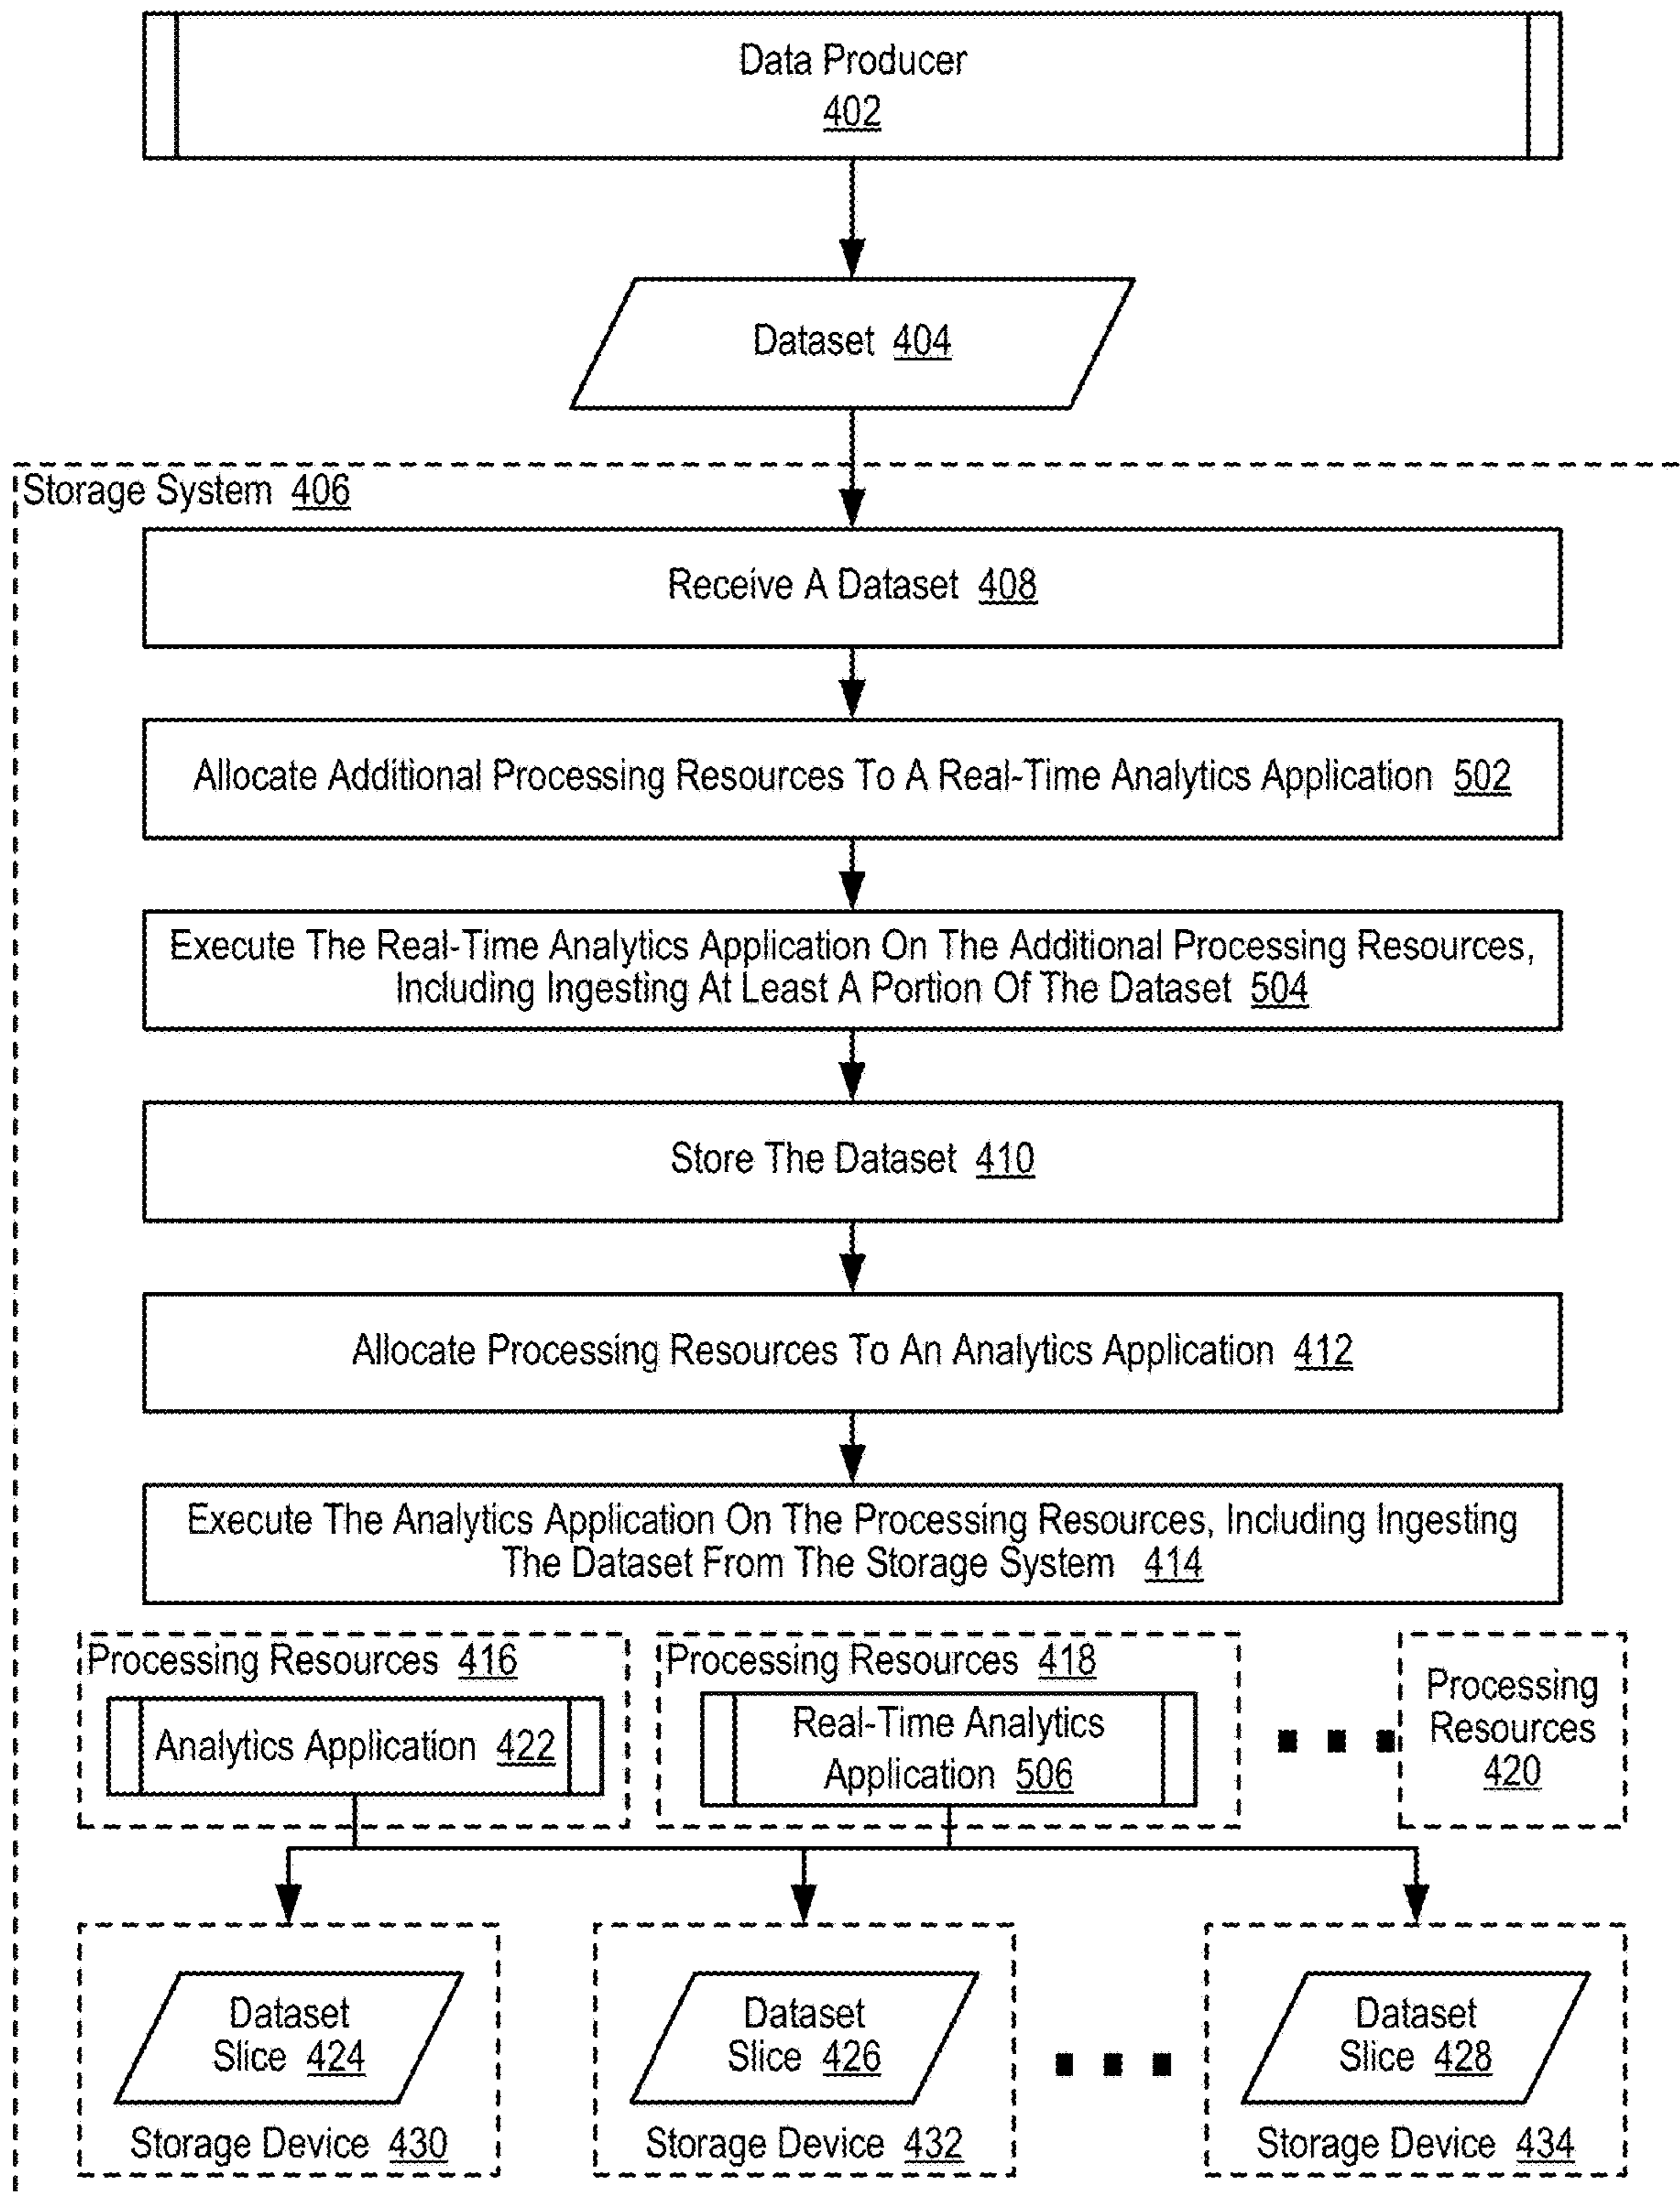 Data Producer
402
Dataset 404
Storage System 406
Receive A Dataset 408
Allocate Additional Processing Resources To A Real-Time Analytics Application 502
Execute The Real-Time Analytics Application On The Additional Processing Resources,
Including Ingesting At Least A Portion Of The Dataset 504
Store The Dataset 410
Allocate Processing Resources To An Analytics Application 412
Execute The Analytics Application On The Processing Resources, Including Ingesting
The Dataset From The Storage System 414
Processing Resources 416
Analytics Application 422
Processing Resources 418
Real-Time Analytics
Application 506
Processing
Resources
420
Dataset
Slice 424
Storage Device 430
Dataset
Slice 426
Storage Device 432
Dataset
Slice 428
Storage Device 434